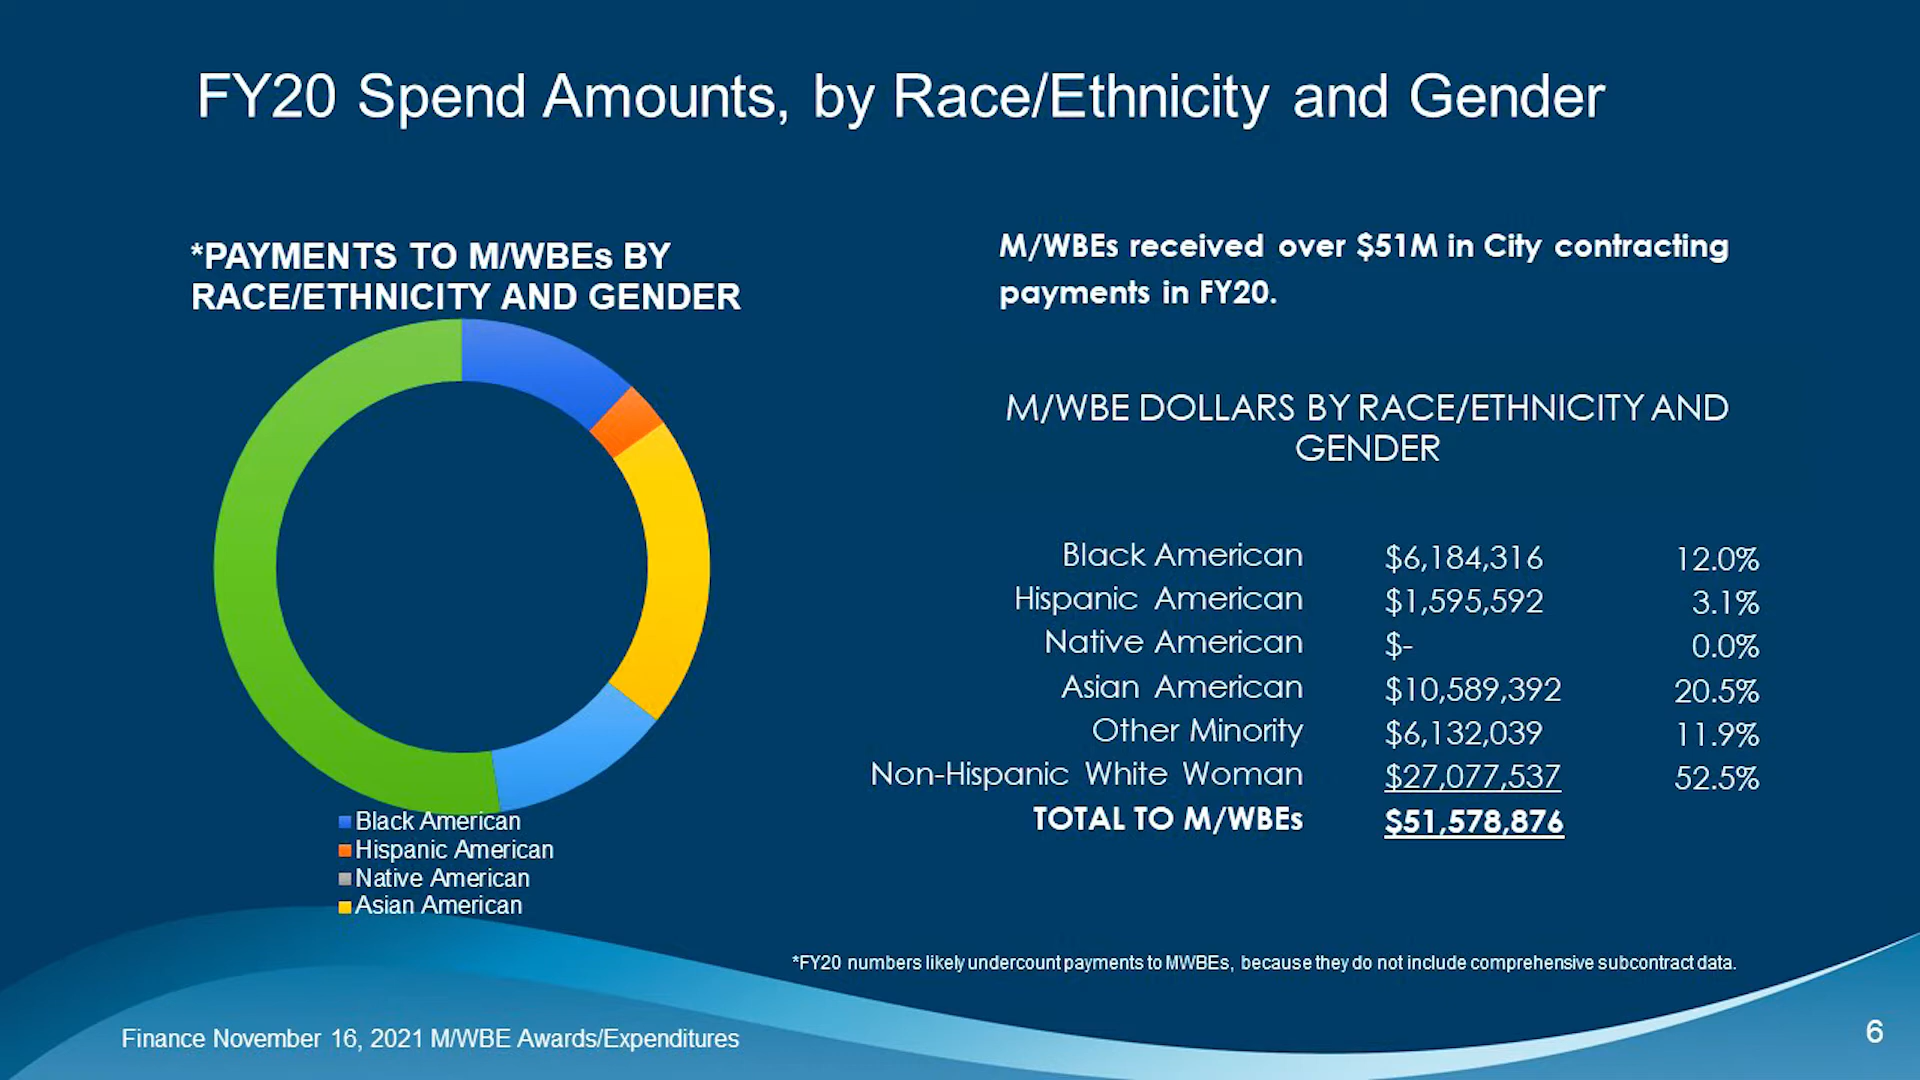 FY20 Spend Amounts, by Race/Ethnicity and Gender
*PAYMENTS TO M/WBEs BY
RACE/ETHNICITY AND GENDER
Black American
Hispanic American
Native American
Asian American
M/WBEs received over $51M in City contracting
payments in FY20.
M/WBE DOLLARS BY RACE/ETHNICITY AND
GENDER
Black American $6,184,316 12.0%
Hispanic American $1,595,592 3.1%
Native American $- 0.0%
Asian American $10,589,392 20.5%
Other Minority $6,132,039 11.9%
Non-Hispanic White Woman $27,077,537 52.5%
TOTAL TO M/WBEs $51,578,876
*FY20 numbers likely undercount payments to MWBEs, because they do not include comprehensive subcontract data.
Finance November 16, 2021 M/WBE Awards/Expenditures
6